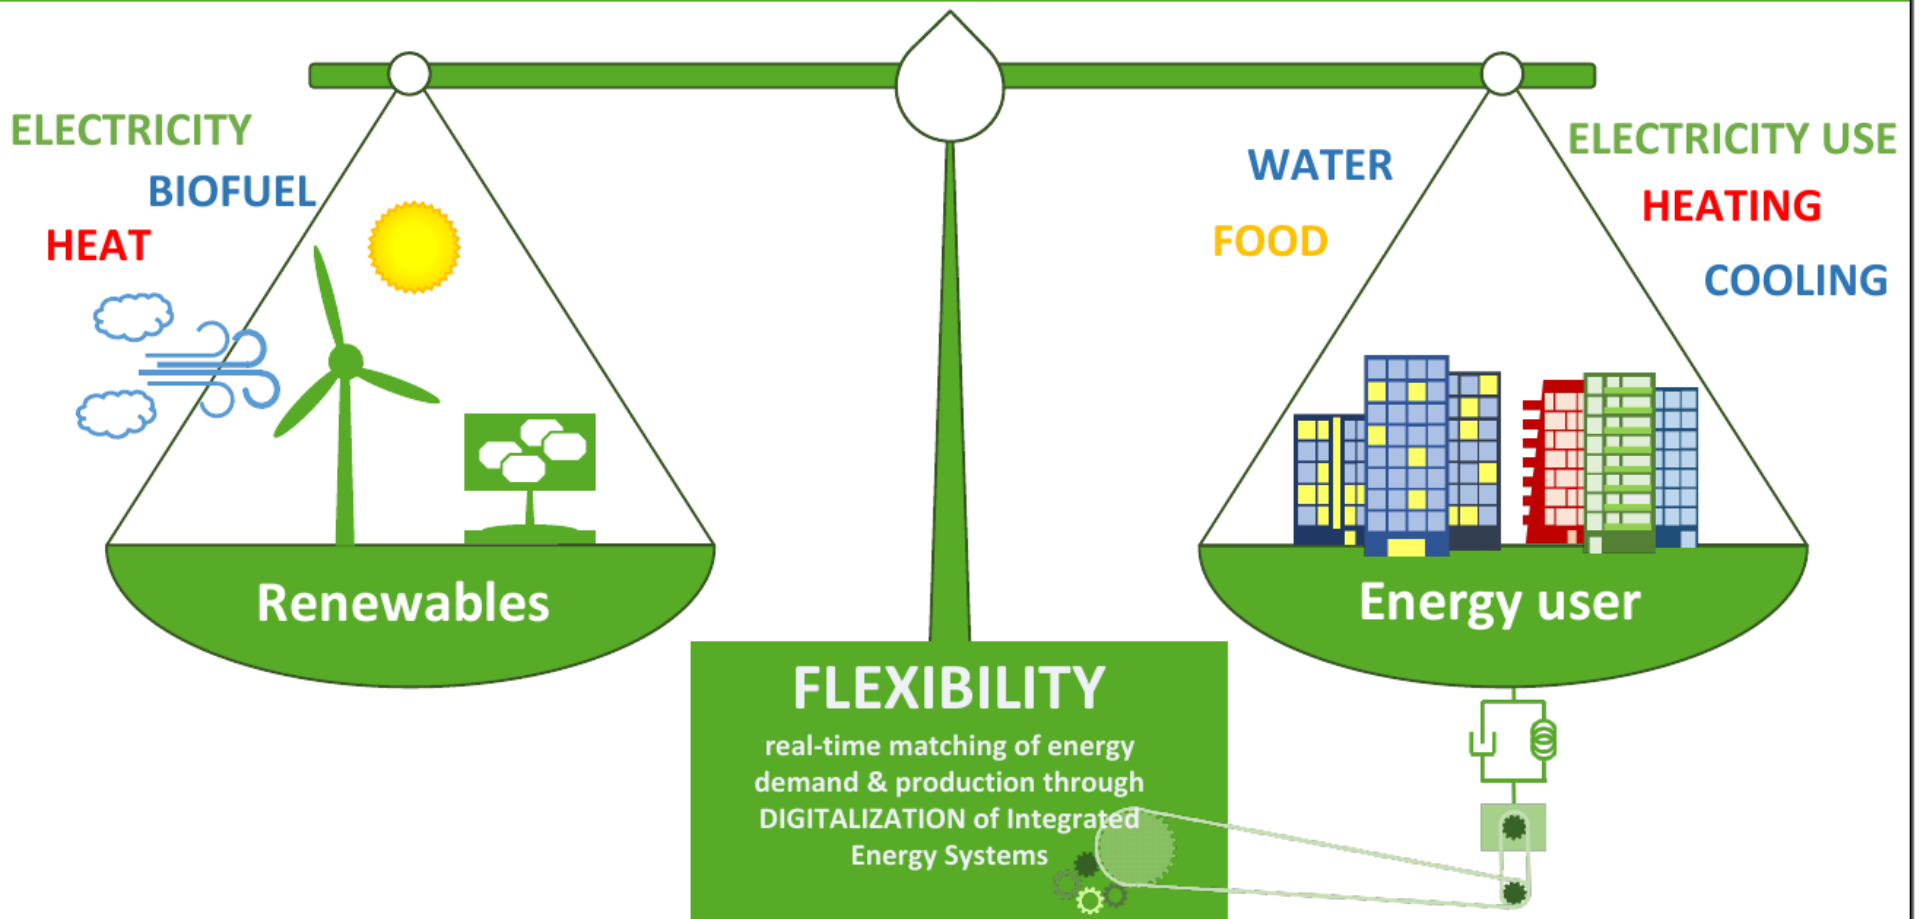 ELECTRICITY
BIOFUEL
HEAT
WATER
FOOD
ELECTRICITY USE
HEATING
COOLING
Renewables
Energy user
FLEXIBILITY
real-time matching of energy
demand & production through
DIGITALIZATION of Integrated
Energy Systems